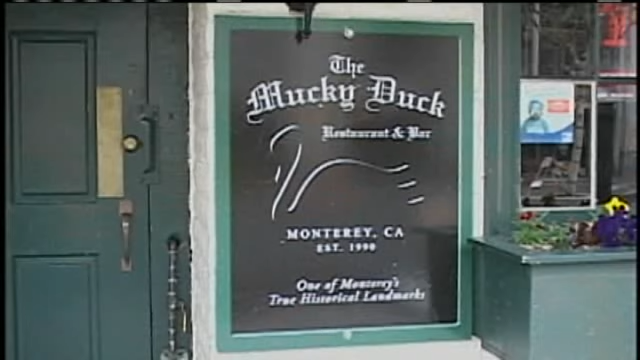 The
Mucky Duck
Restaurant & Bar
MONTEREY, CA
EST. 1990
One of Monterey's
True Historical Landmarks